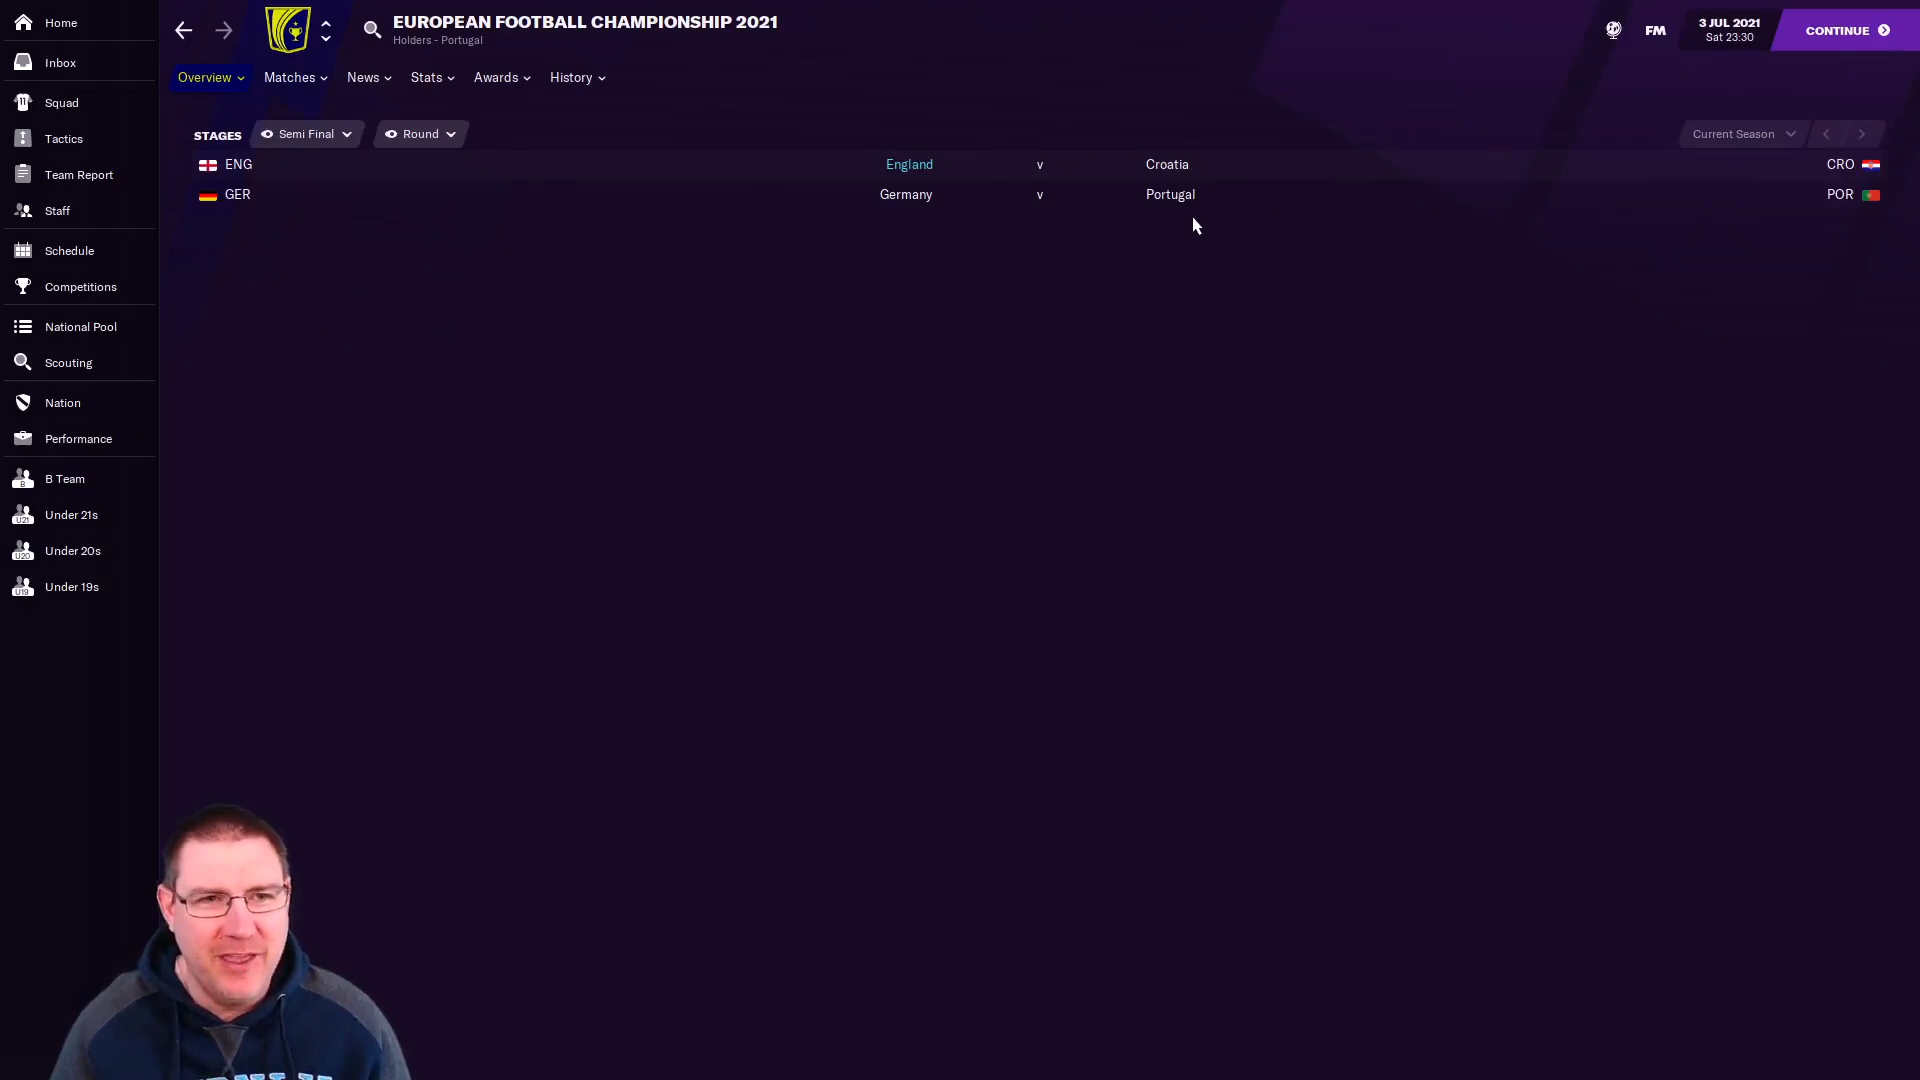 Home
Inbox
Squad
Tactics
Team Report
Staff
Schedule
Competitions
National Pool
Scouting
Nation
Performance
B Team
Under 21s
Under 20s
Under 19s
EUROPEAN FOOTBALL CHAMPIONSHIP 2021
Holders - Portugal
FM
3 JUL 2021
Sat 23:30
CONTINUE
Overview Matches News Stats Awards History
STAGES Semi Final Round Current Season
ENG England v Croatia CRO
GER Germany v Portugal POR